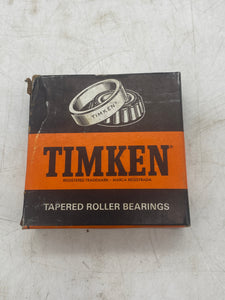 TIMKEN
TIMKEN®
REGISTERED TRADEMARK · MARCA REGISTRADA
TAPERED ROLLER BEARINGS